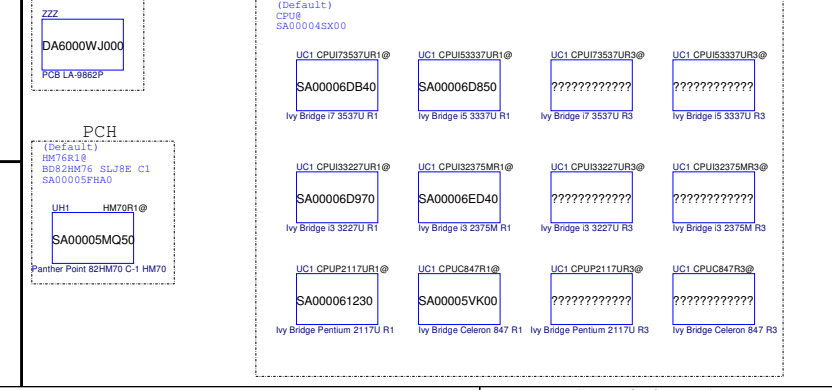 ZZZ
DA6000WJ000
PCB LA-9862P
PCH
(Default)
HM76R1@
BD82HM76 SLJ8E C1
SA00005FHA0
UH1 HM70R1@
SA00005MQ50
Panther Point 82HM70 C-1 HM70
(Default)
CPU@
SA00004SX00
UC1 CPUI73537UR1@ UC1 CPUI53337UR1@ UC1 CPUI73537UR3@ UC1 CPUI53337UR3@
SA00006DB40 SA00006D850 ???????????? ????????????
Ivy Bridge i7 3537U R1 Ivy Bridge i5 3337U R1 Ivy Bridge i7 3537U R3 Ivy Bridge i5 3337U R3
UC1 CPUI33227UR1@ UC1 CPUI32375MR1@ UC1 CPUI33227UR3@ UC1 CPUI32375MR3@
SA00006D970 SA00006ED40 ???????????? ????????????
Ivy Bridge i3 3227U R1 Ivy Bridge i3 2375M R1 Ivy Bridge i3 3227U R3 Ivy Bridge i3 2375M R3
UC1 CPUP2117UR1@ UC1 CPUC847R1@ UC1 CPUP2117UR3@ UC1 CPUC847R3@
SA000061230 SA00005VK00 ???????????? ????????????
Ivy Bridge Pentium 2117U R1 Ivy Bridge Celeron 847 R1 Ivy Bridge Pentium 2117U R3 Ivy Bridge Celeron 847 R3